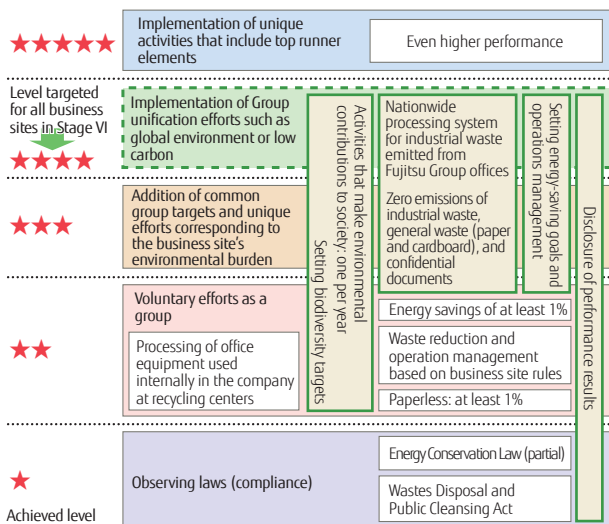 ★★★★★
Implementation of unique
activities that include top runner
elements
Even higher performance
Level targeted
for all business
sites in Stage VI
★★★★
Implementation of Group
unification efforts such as
global environment or low
carbon
Activities that make environmental
contributions to society: one per year
Setting biodiversity targets
Nationwide
processing system
for industrial waste
emitted from
Fujitsu Group offices
Zero emissions of
industrial waste,
general waste (paper
and cardboard), and
confidential
documents
Setting energy-saving goals and
operations management
Disclosure of performance results
★★★
Addition of common
group targets and unique
efforts corresponding to
the business site's
environmental burden
★★
Voluntary efforts as a
group
Processing of office
equipment used
internally in the company
at recycling centers
Energy savings of at least 1%
Waste reduction and
operation management
based on business site rules
Paperless: at least 1%
★
Achieved level
Observing laws (compliance)
Energy Conservation Law (partial)
Wastes Disposal and
Public Cleansing Act